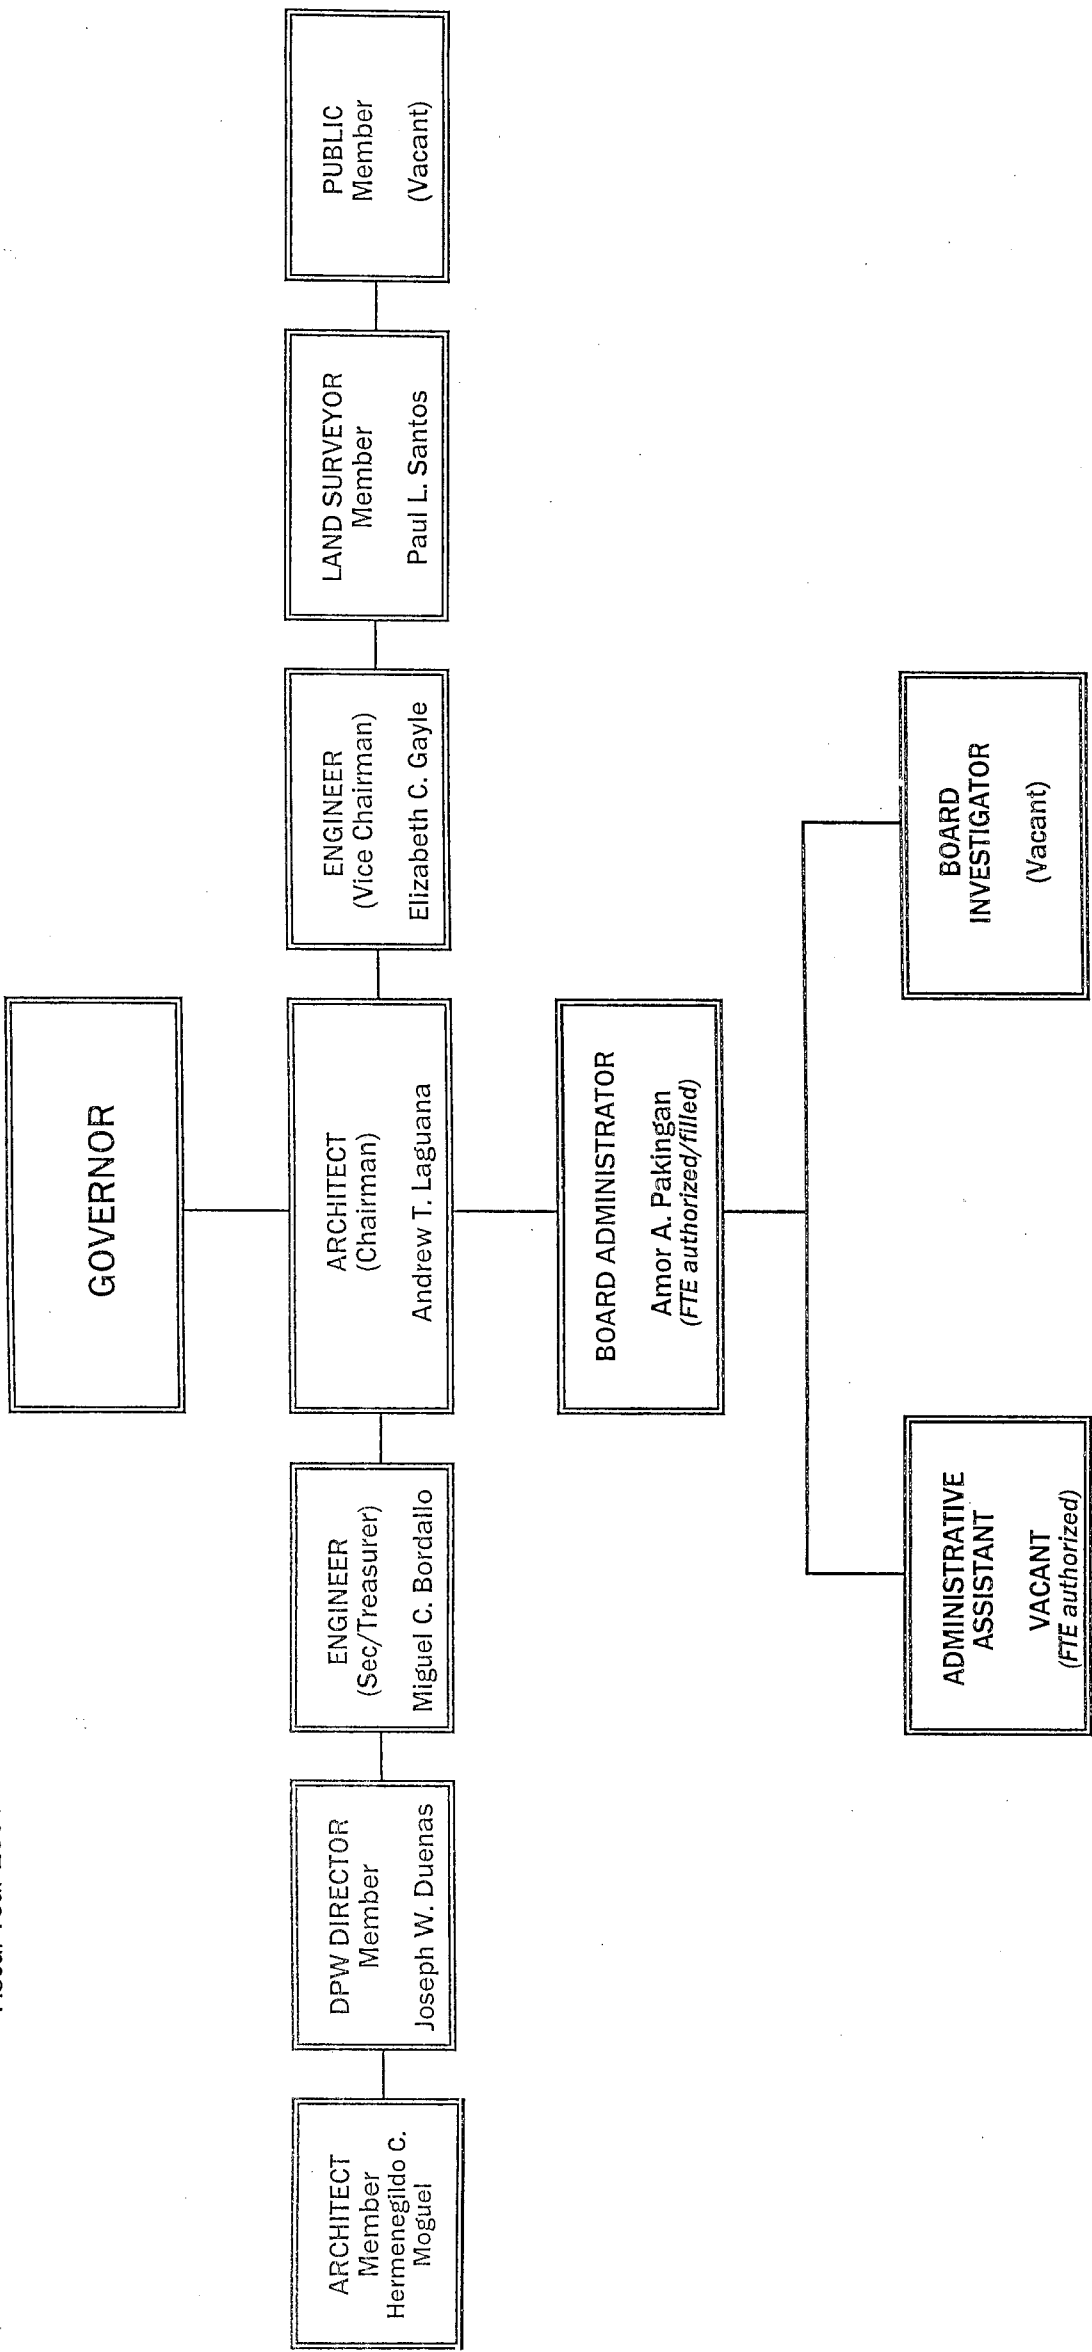 Fiscal Year
GOVERNOR
ARCHITECT
Member
Hermenegildo C.
Moguel
DPW DIRECTOR
Member
Joseph W. Duenas
ENGINEER
(Sec/Treasurer)
Miguel C. Bordallo
ARCHITECT
(Chairman)
Andrew T. Laguana
ENGINEER
(Vice Chairman)
Elizabeth C. Gayle
LAND SURVEYOR
Member
Paul L. Santos
PUBLIC
Member
(Vacant)
BOARD ADMINISTRATOR
Amor A. Pakingan
(FTE authorized/filled)
ADMINISTRATIVE
ASSISTANT
VACANT
(FTE authorized)
BOARD
INVESTIGATOR
(Vacant)